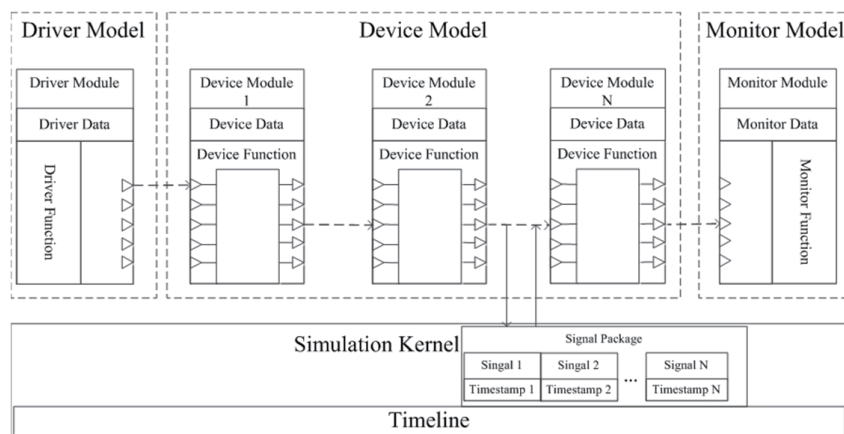 Driver Model
Device Model
Monitor Model
Driver Module
Device Module
1
Device Module
2
Device Module
N
Monitor Module
Driver Data
Device Data
Device Data
Device Data
Monitor Data
Driver Function
Device Function
Device Function
Device Function
Monitor Function
Simulation Kernel
Signal Package
Singal 1
Singal 2
...
Signal N
Timestamp 1
Timestamp 2
Timestamp N
Timeline